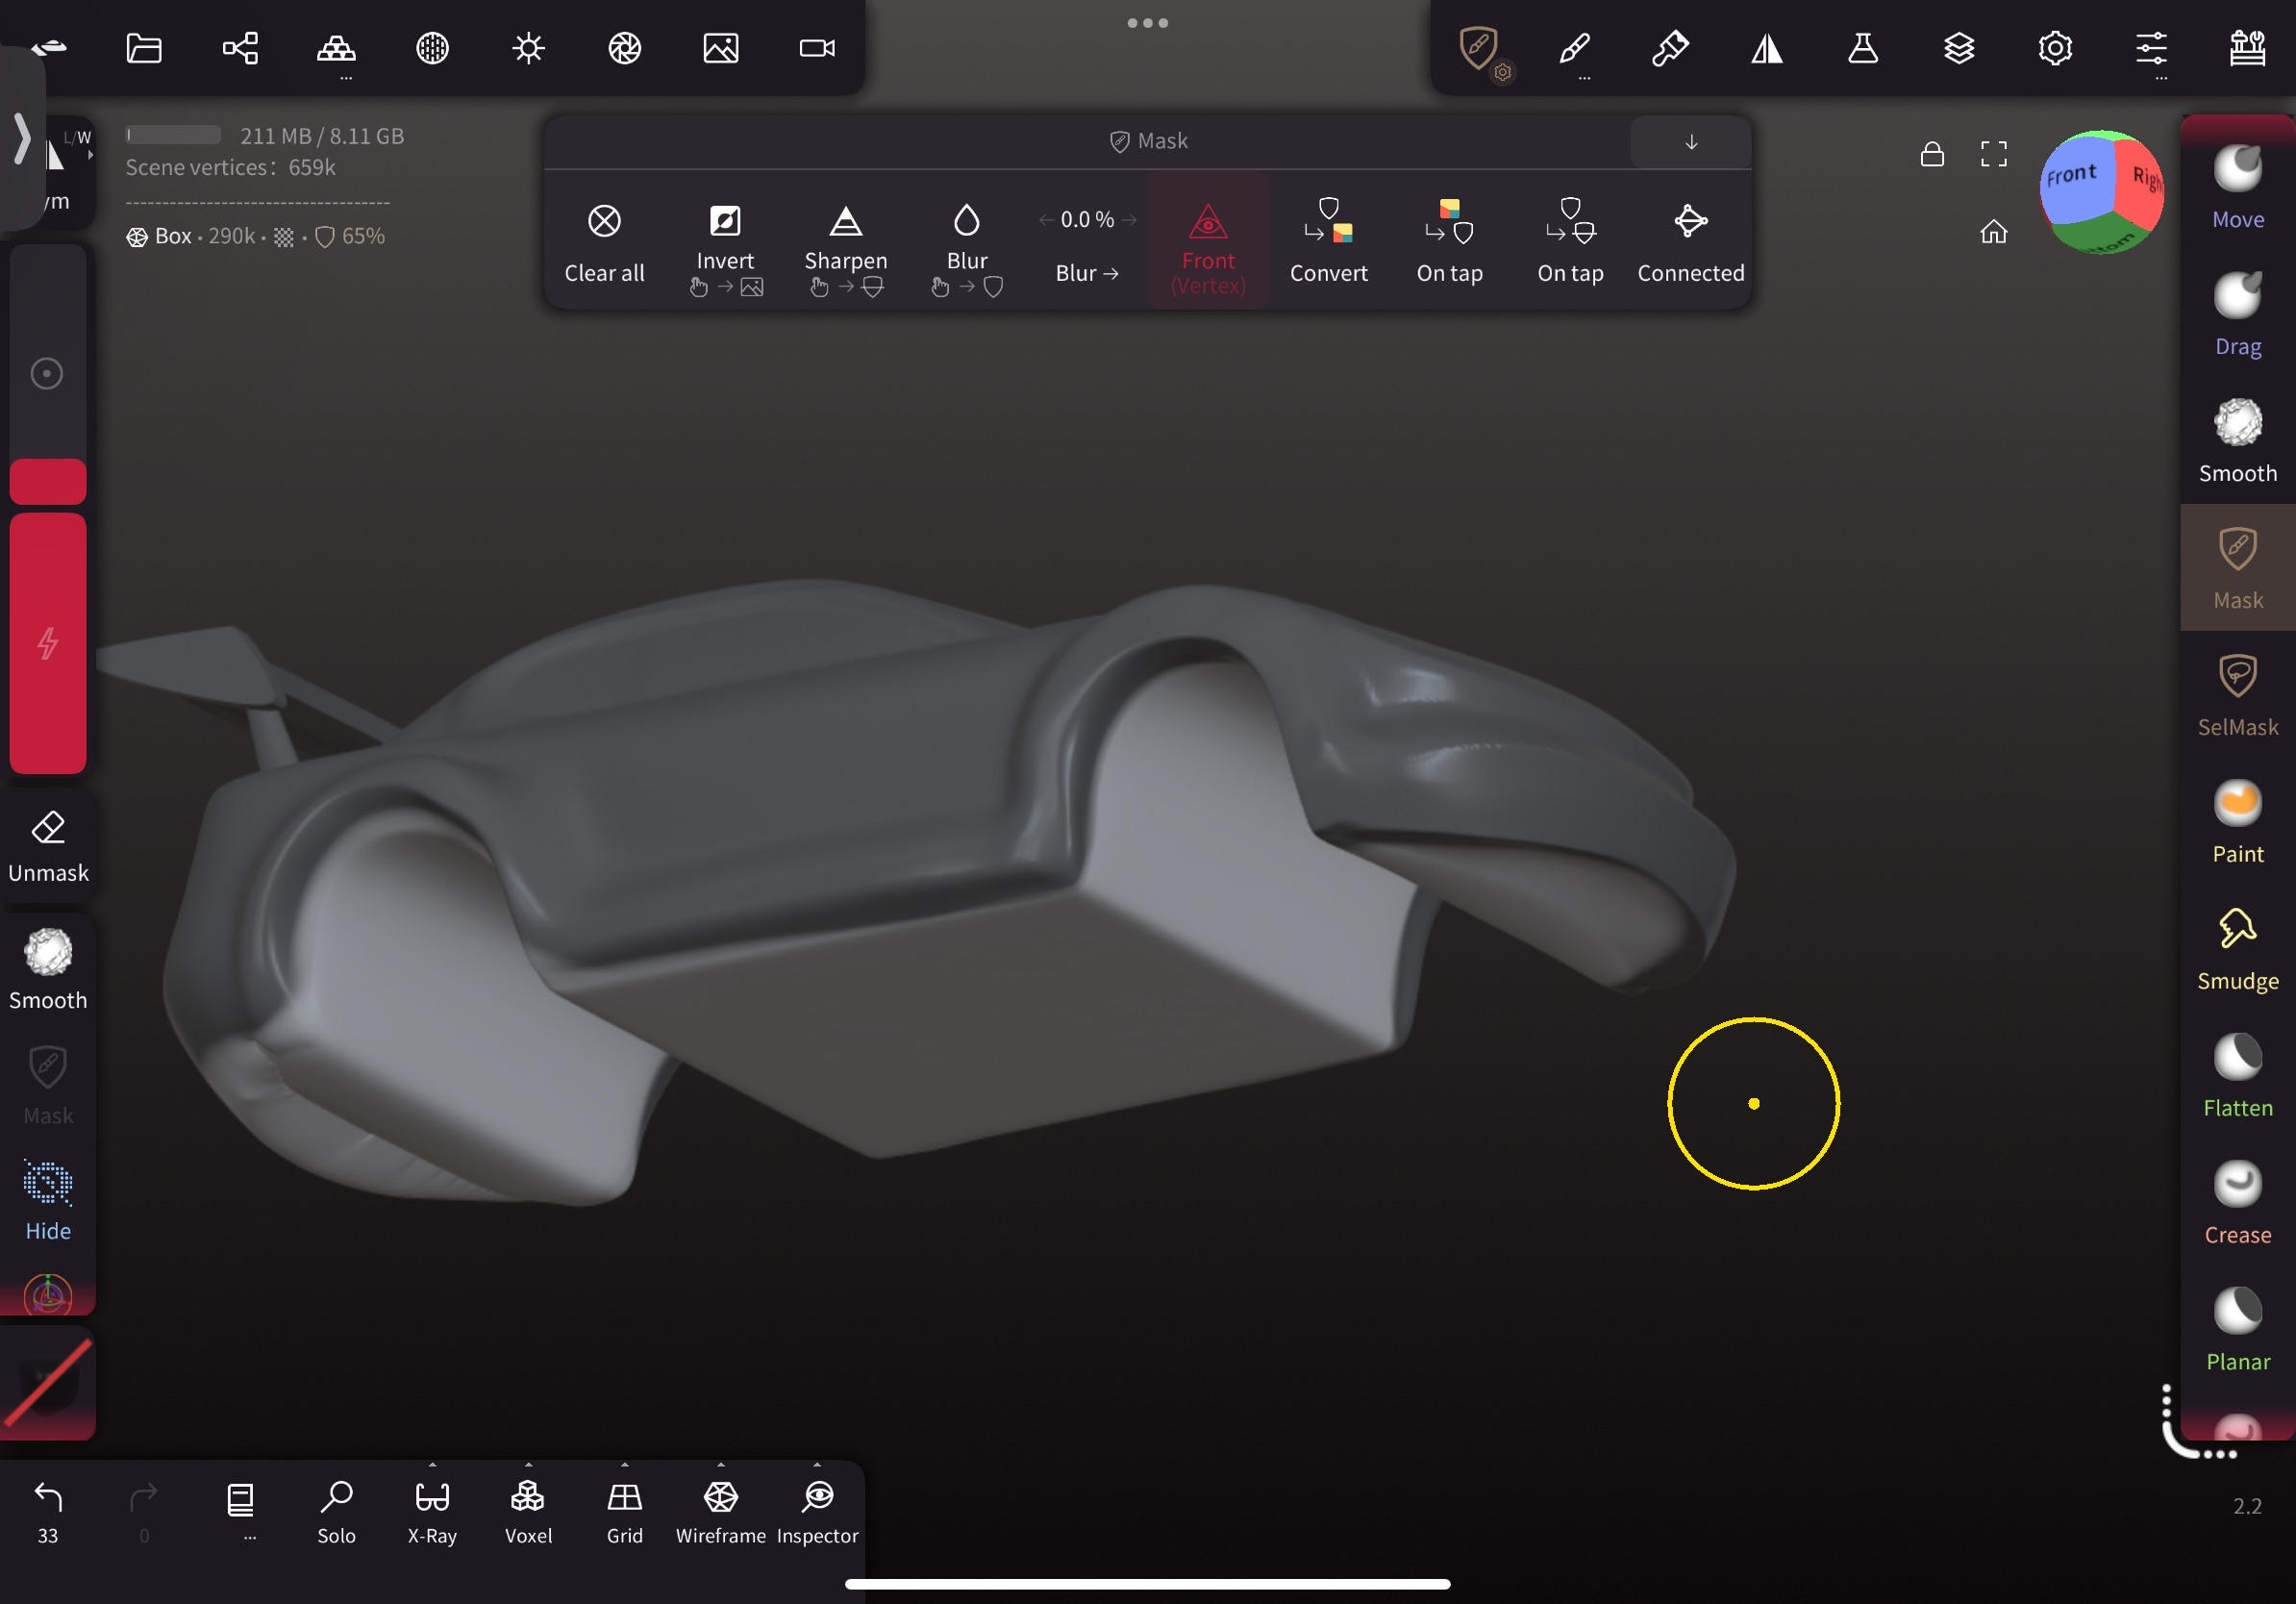 L/W
ym
211 MB / 8.11 GB
Scene vertices: 659k
Box · 290k · · 65%
Mask
Clear all
Invert
Sharpen
Blur
0.0 %
Blur →
Front
(Vertex)
Convert
On tap
On tap
Connected
Front
Righ
ttom
Move
Drag
Smooth
Mask
SelMask
Paint
Smudge
Flatten
Crease
Planar
Unmask
Smooth
Mask
Hide
33
0
...
Solo
X-Ray
Voxel
Grid
Wireframe
Inspector
2.2